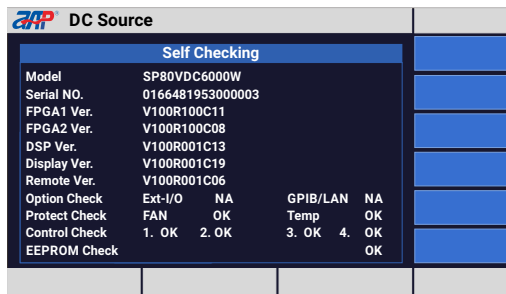 AAP® DC Source
Self Checking
Model SP80VDC6000W
Serial NO. 0166481953000003
FPGA1 Ver. V100R100C11
FPGA2 Ver. V100R100C08
DSP Ver. V100R001C13
Display Ver. V100R001C19
Remote Ver. V100R001C06
Option Check Ext-I/O NA GPIB/LAN NA
Protect Check FAN OK Temp OK
Control Check 1. OK 2. OK 3. OK 4. OK
EEPROM Check OK